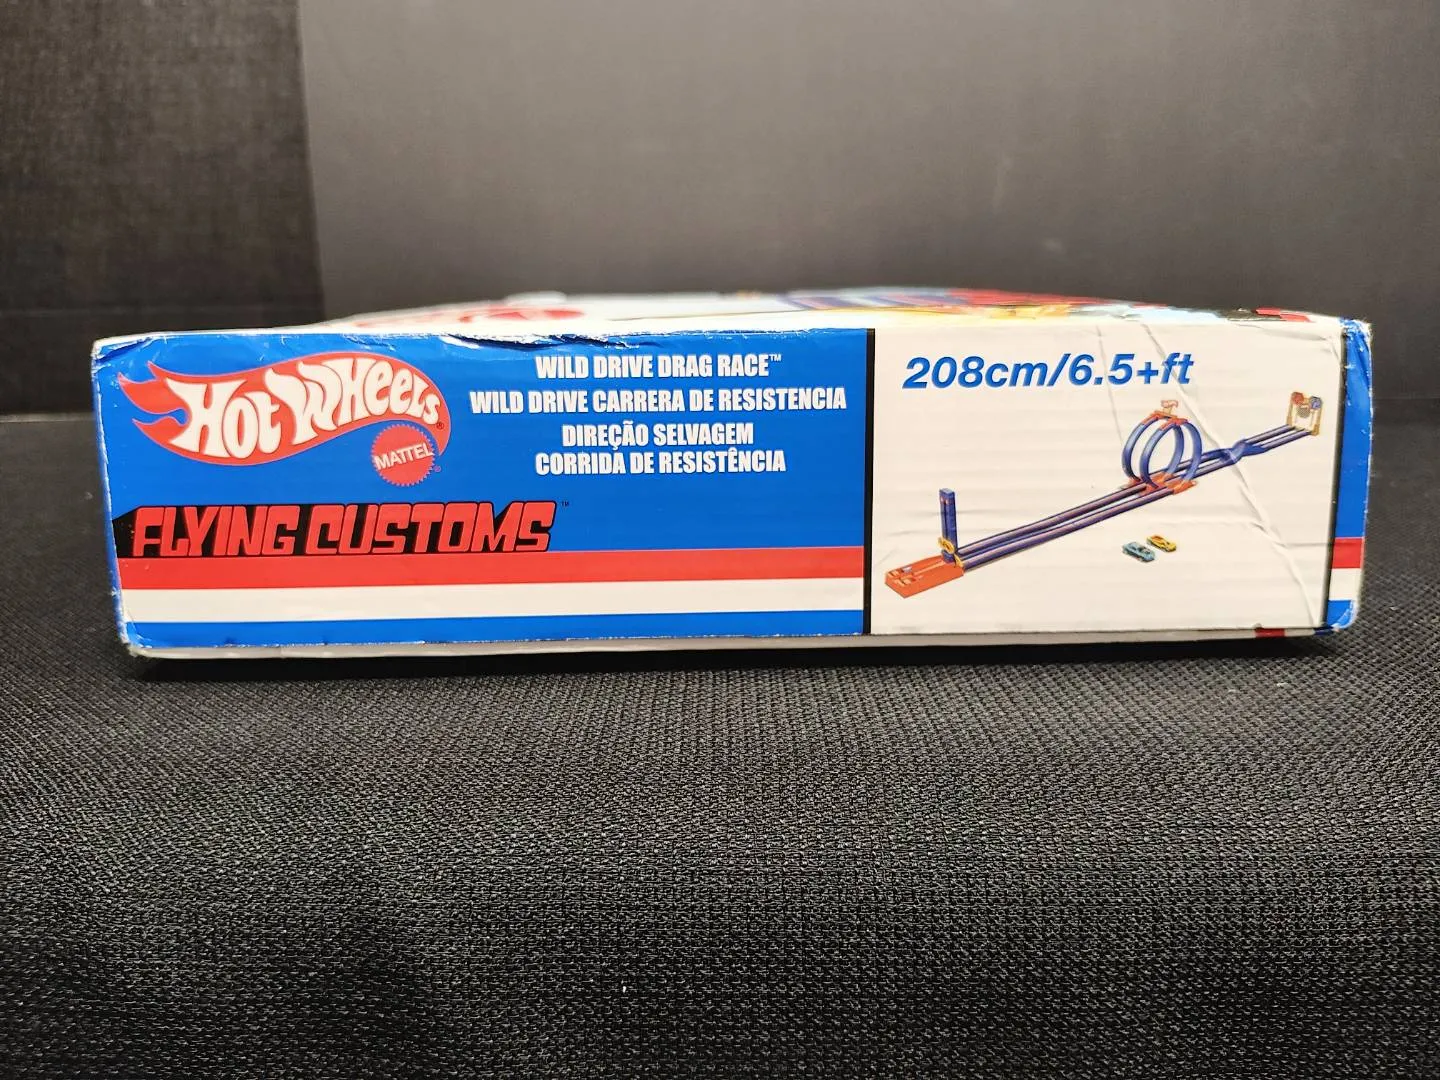 HOT WHEELS®
MATTEL®
FLYING CUSTOMS™
WILD DRIVE DRAG RACE™
WILD DRIVE CARRERA DE RESISTENCIA
DIREÇÃO SELVAGEM
CORRIDA DE RESISTÊNCIA
208cm/6.5+ft